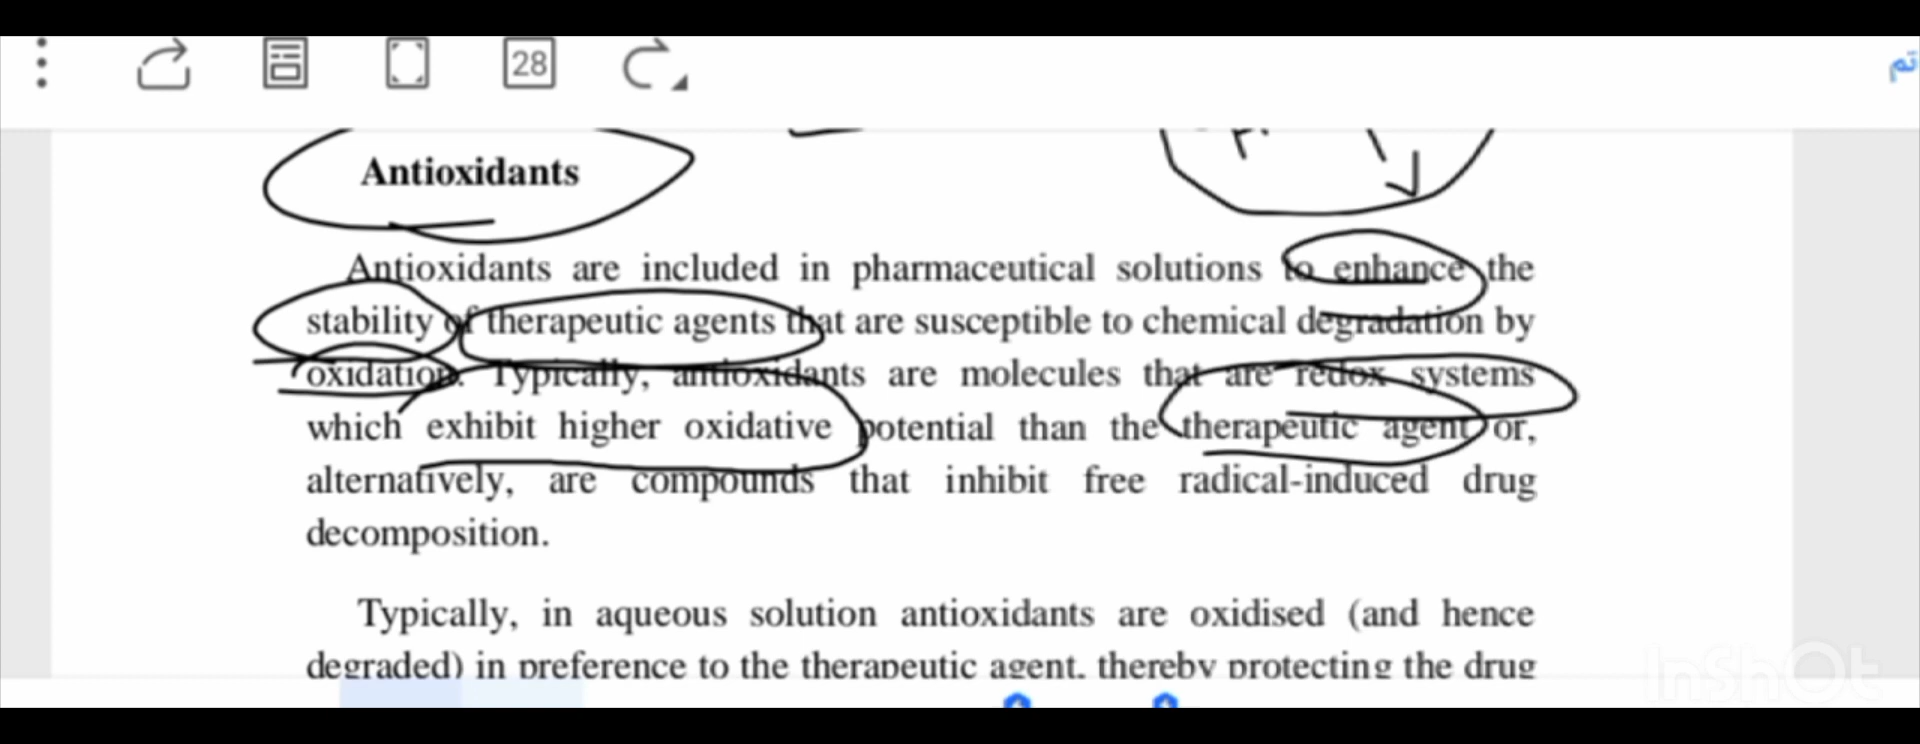 28
تم
Antioxidants
Antioxidants are included in pharmaceutical solutions to enhance the
stability of therapeutic agents that are susceptible to chemical degradation by
oxidation. Typically, antioxidants are molecules that are redox systems
which exhibit higher oxidative potential than the therapeutic agent or,
alternatively, are compounds that inhibit free radical-induced drug
decomposition.
Typically, in aqueous solution antioxidants are oxidised (and hence
degraded) in preference to the therapeutic agent, thereby protecting the drug
InShOt